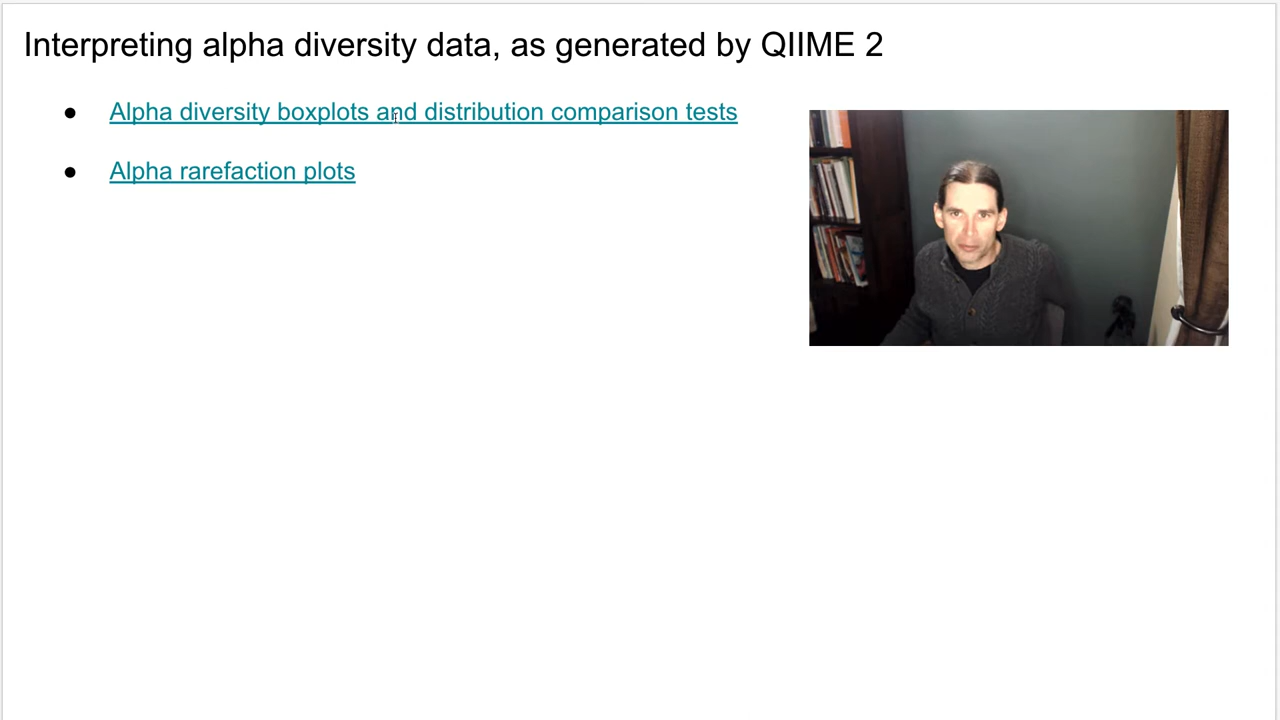 Interpreting alpha diversity data, as generated by QIIME 2
● Alpha diversity boxplots and distribution comparison tests
● Alpha rarefaction plots